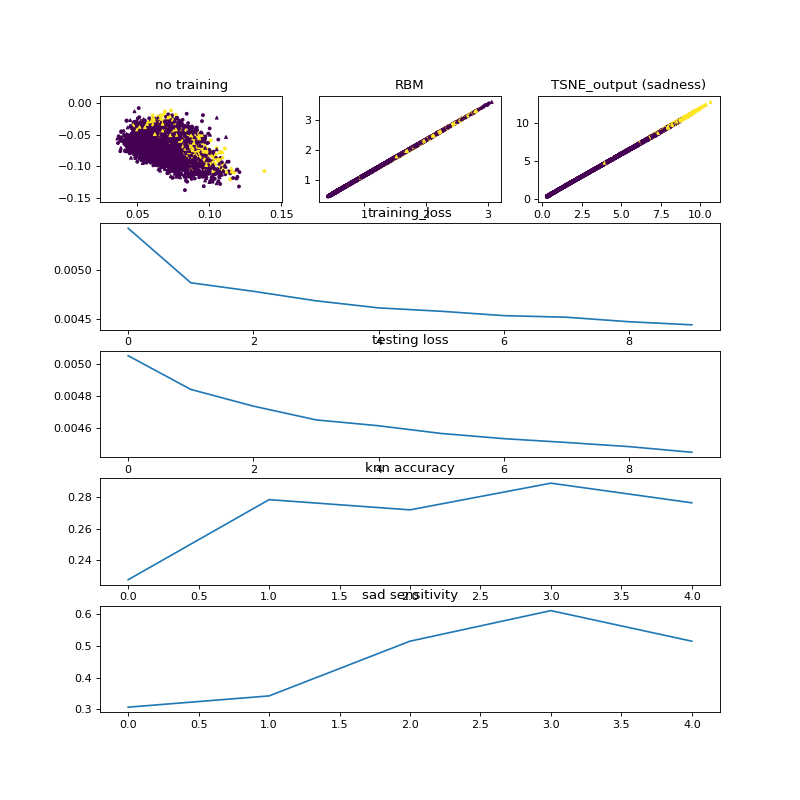 no training RBM TSNE_output (sadness)
0.00
−0.05
−0.10
−0.15
0.05 0.10 0.15
3
2
1
1 2 3
10
5
0
0.0 2.5 5.0 7.5 10.0
training_loss
0.0050
0.0045
0 2 4 6 8
testing loss
0.0050
0.0048
0.0046
0 2 4 6 8
knn accuracy
0.28
0.26
0.24
0.0 0.5 1.0 1.5 2.0 2.5 3.0 3.5 4.0
sad sensitivity
0.6
0.5
0.4
0.3
0.0 0.5 1.0 1.5 2.0 2.5 3.0 3.5 4.0